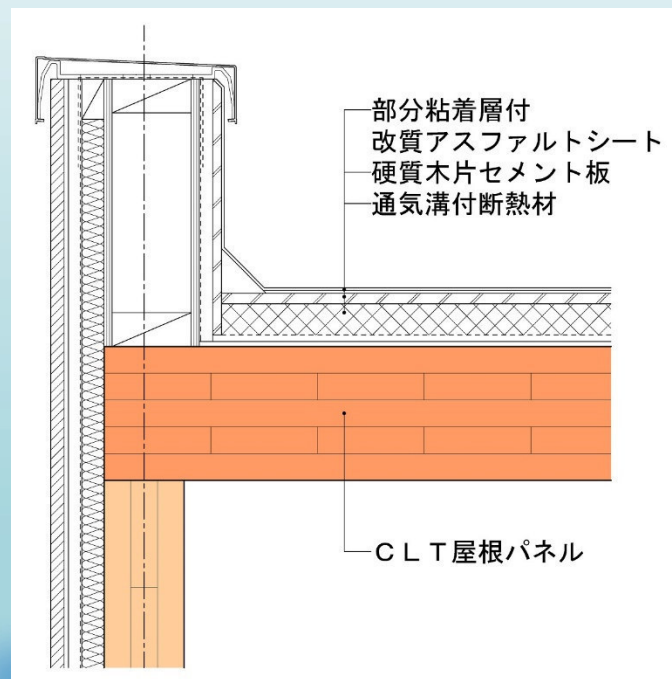 部分粘着層付
改質アスファルトシート
硬質木片セメント板
通気溝付断熱材
ＣＬＴ屋根パネル